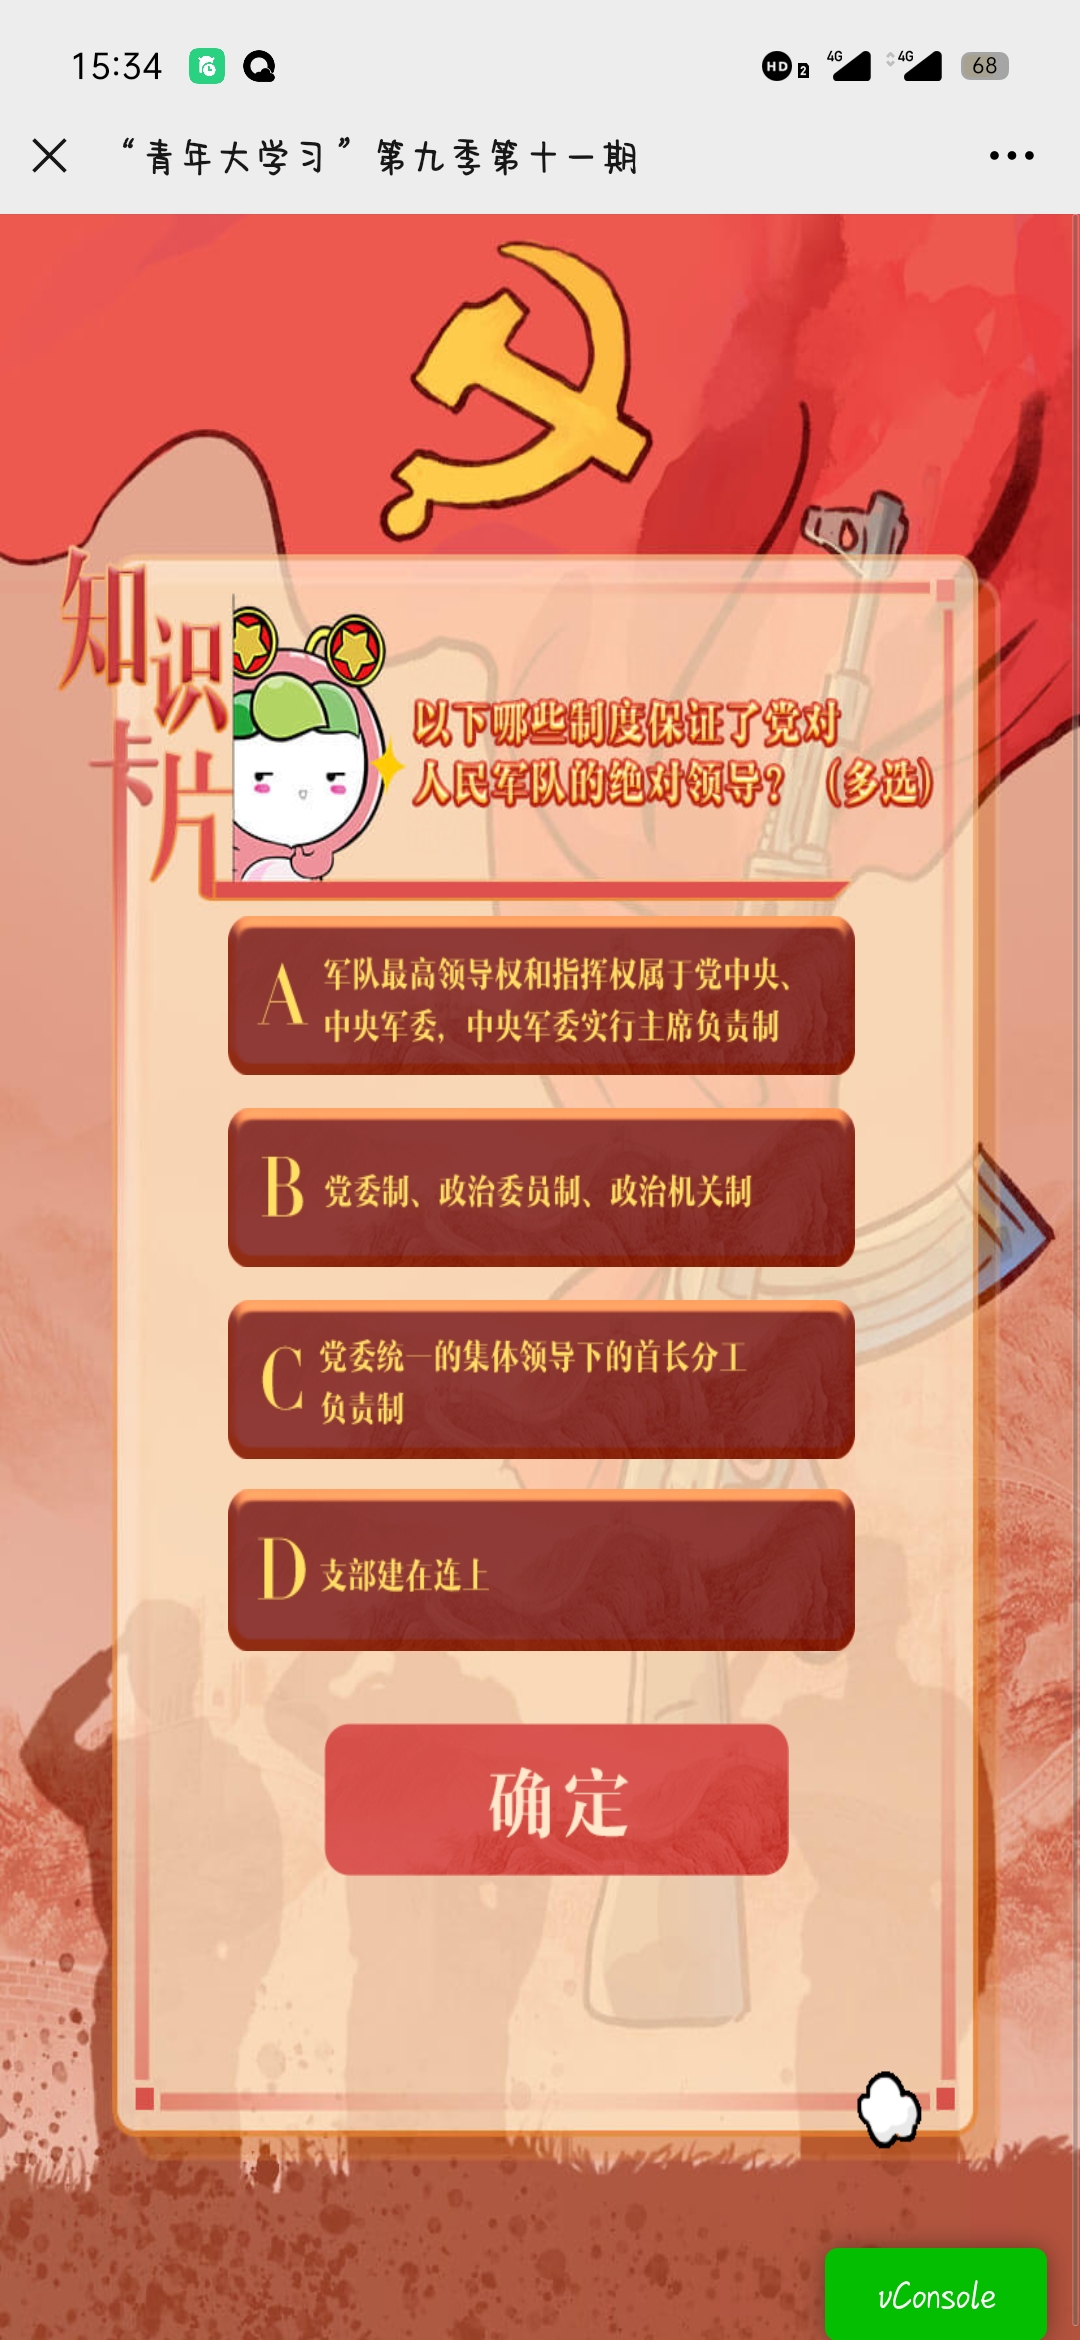 15:34
HD 2 4G 4G 68
“青年大学习”第九季第十一期
知识
卡片
以下哪些制度保证了党对
人民军队的绝对领导？（多选）
A 军队最高领导权和指挥权属于党中央、
中央军委，中央军委实行主席负责制
B 党委制、政治委员制、政治机关制
C 党委统一的集体领导下的首长分工
负责制
D 支部建在连上
确定
vConsole